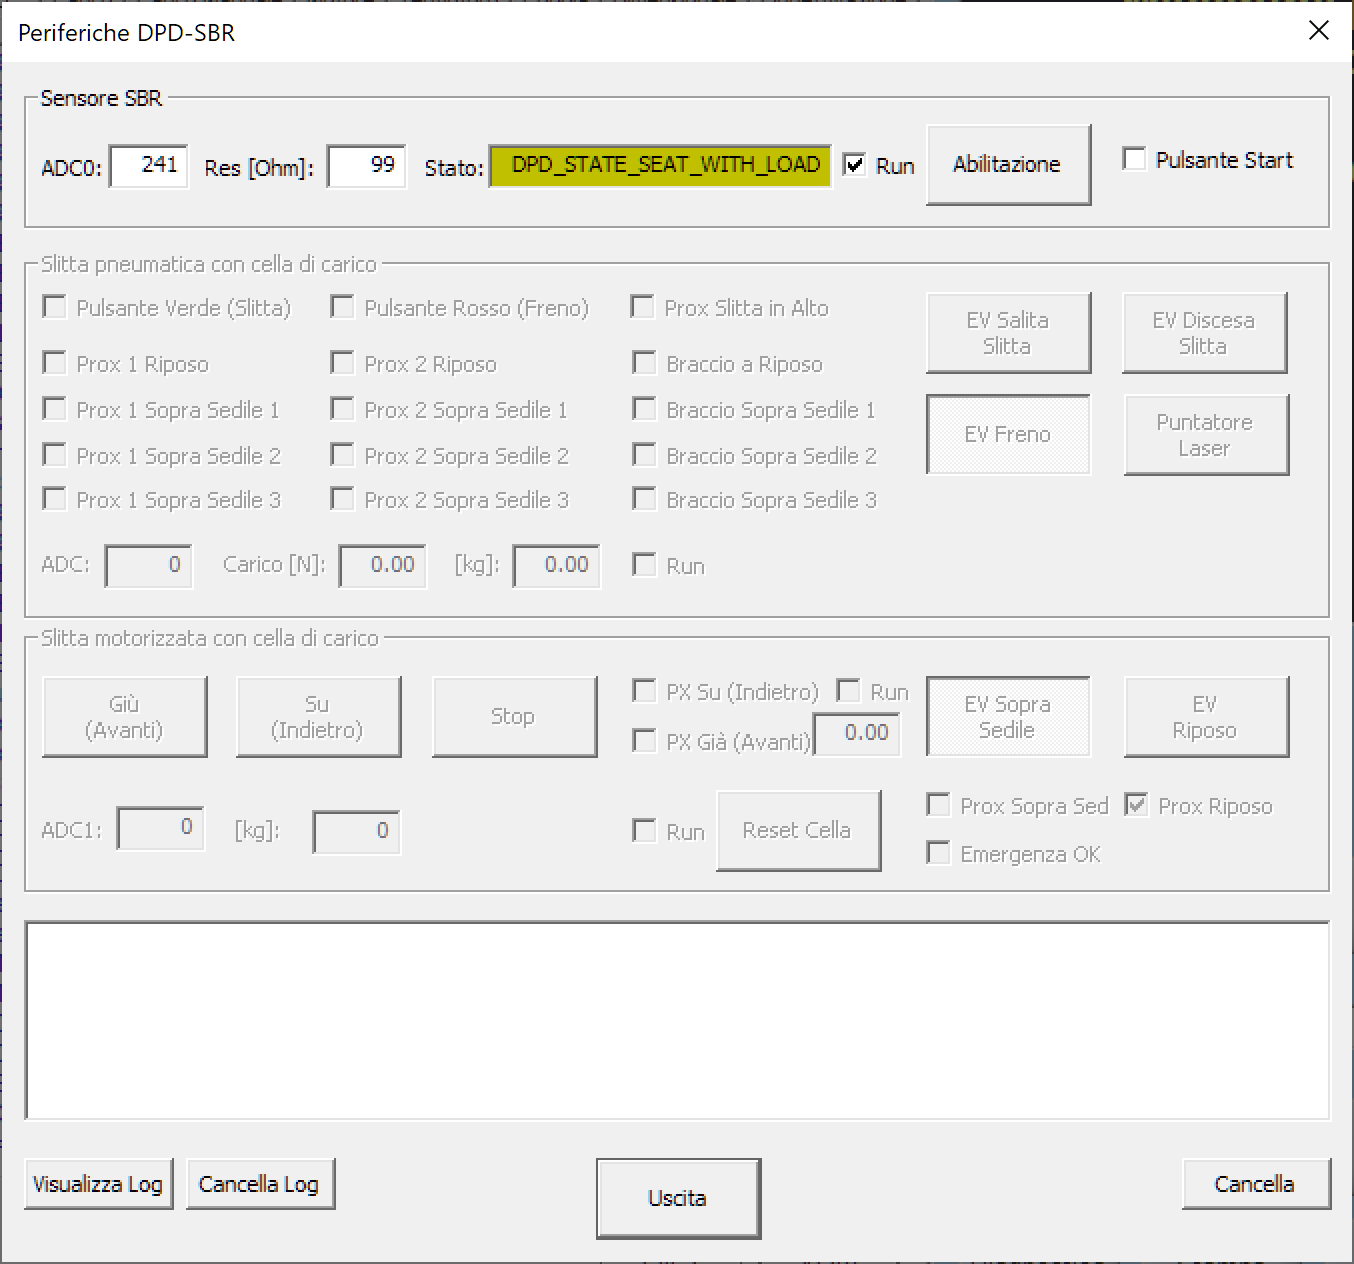 Periferiche DPD-SBR
Sensore SBR
ADC0: 241 Res [Ohm]: 99 Stato: DPD_STATE_SEAT_WITH_LOAD Run Abilitazione Pulsante Start
Slitta pneumatica con cella di carico
Pulsante Verde (Slitta) Pulsante Rosso (Freno) Prox Slitta in Alto
EV Salita
Slitta
EV Discesa
Slitta
Prox 1 Riposo Prox 2 Riposo Braccio a Riposo
Prox 1 Sopra Sedile 1 Prox 2 Sopra Sedile 1 Braccio Sopra Sedile 1
EV Freno
Puntatore
Laser
Prox 1 Sopra Sedile 2 Prox 2 Sopra Sedile 2 Braccio Sopra Sedile 2
Prox 1 Sopra Sedile 3 Prox 2 Sopra Sedile 3 Braccio Sopra Sedile 3
ADC: 0 Carico [N]: 0.00 [kg]: 0.00 Run
Slitta motorizzata con cella di carico
Giù
(Avanti)
Su
(Indietro)
Stop
PX Su (Indietro) Run
PX Già (Avanti) 0.00
EV Sopra
Sedile
EV
Riposo
ADC1: 0 [kg]: 0 Run Reset Cella
Prox Sopra Sed Prox Riposo
Emergenza OK
Visualizza Log Cancella Log Uscita Cancella